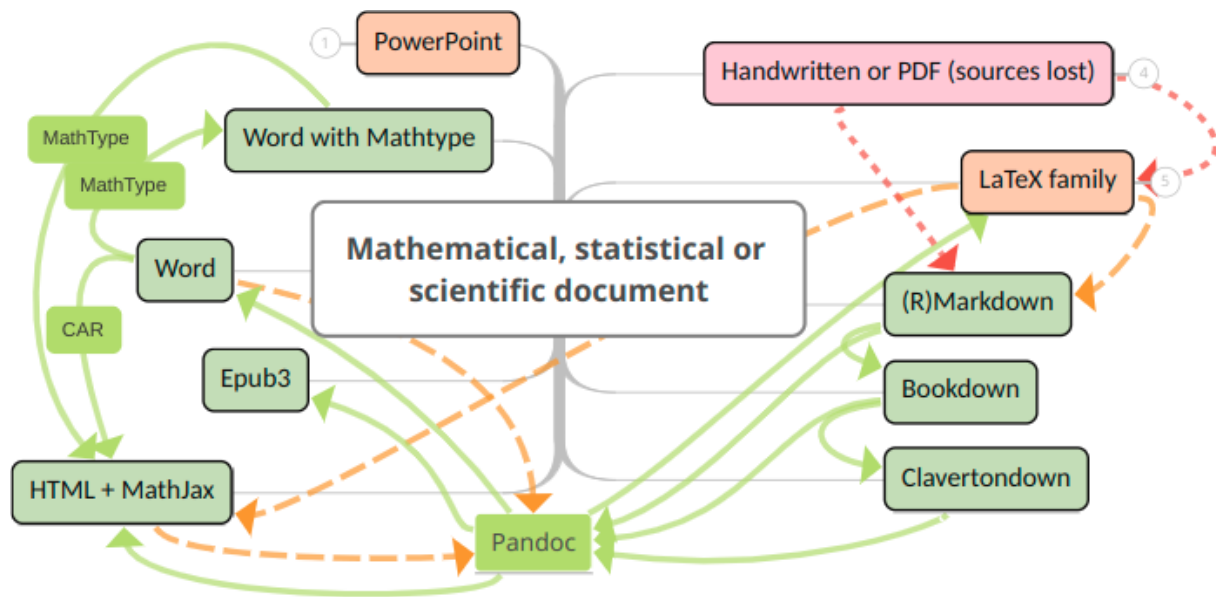 1
PowerPoint
Handwritten or PDF (sources lost)
4
MathType
Word with Mathtype
MathType
LaTeX family
5
Mathematical, statistical or
scientific document
Word
(R)Markdown
CAR
Epub3
Bookdown
HTML + MathJax
Clavertondown
Pandoc